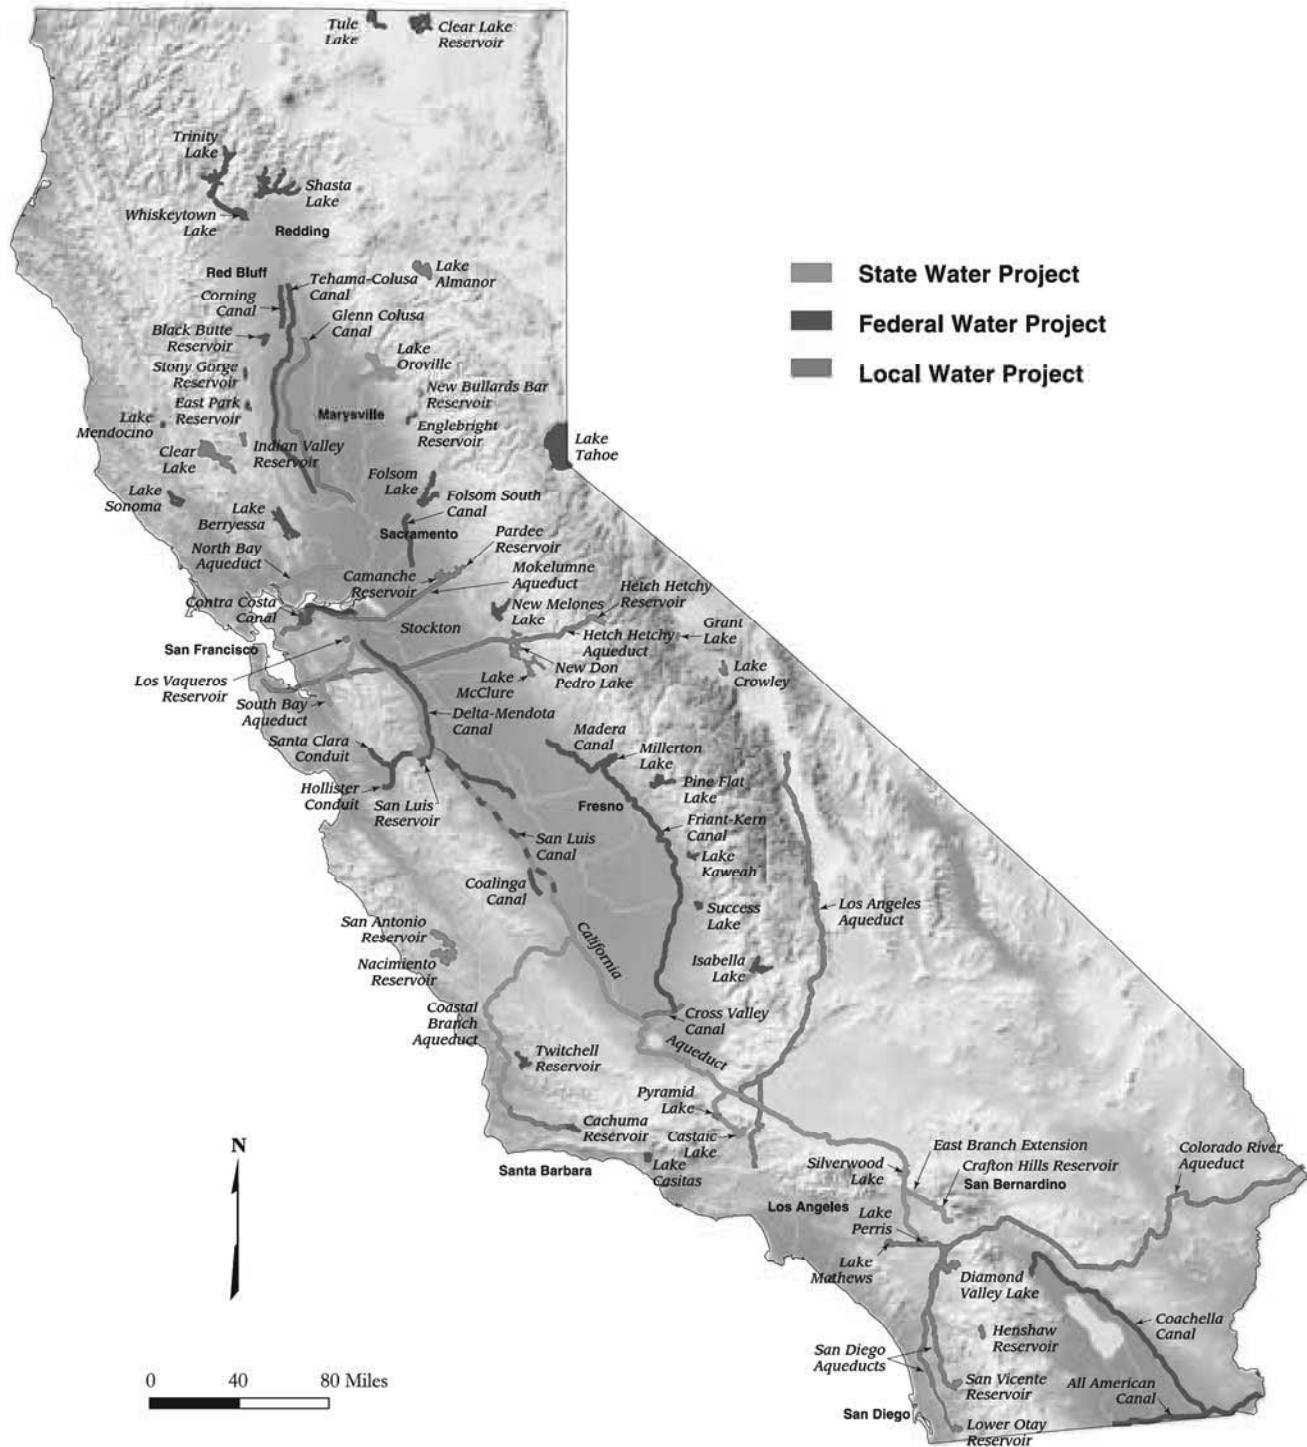 Tule
Lake
Clear Lake
Reservoir
Trinity
Lake
Shasta
Lake
Whiskeytown
Lake
Redding
Red Bluff
Tehama-Colusa
Canal
Lake
Almanor
Corning
Canal
Glenn Colusa
Canal
Black Butte
Reservoir
Lake
Oroville
Stony Gorge
Reservoir
New Bullards Bar
Reservoir
East Park
Reservoir
Marysville
Englebright
Reservoir
Lake
Mendocino
Clear
Lake
Indian Valley
Reservoir
Lake
Tahoe
Folsom
Lake
Lake
Sonoma
Lake
Berryessa
Folsom South
Canal
Sacramento
Pardee
Reservoir
North Bay
Aqueduct
Camanche
Reservoir
Mokelumne
Aqueduct
Hetch Hetchy
Reservoir
Contra Costa
Canal
New Melones
Lake
Stockton
Hetch Hetchy
Aqueduct
Grant
Lake
San Francisco
Los Vaqueros
Reservoir
Lake
McClure
New Don
Pedro Lake
Lake
Crowley
South Bay
Aqueduct
Delta-Mendota
Canal
Santa Clara
Conduit
Madera
Canal
Millerton
Lake
Hollister
Conduit
San Luis
Reservoir
Fresno
Pine Flat
Lake
San Luis
Canal
Friant-Kern
Canal
Lake
Kaweah
Coalinga
Canal
Success
Lake
Los Angeles
Aqueduct
San Antonio
Reservoir
Nacimiento
Reservoir
California
Aqueduct
Isabella
Lake
Coastal
Branch
Aqueduct
Cross Valley
Canal
Twitchell
Reservoir
Pyramid
Lake
Cachuma
Reservoir
Castaic
Lake
Santa Barbara
Lake
Casitas
Silverwood
Lake
East Branch Extension
Crafton Hills Reservoir
San Bernardino
Colorado River
Aqueduct
Los Angeles
Lake
Perris
Lake
Mathews
Diamond
Valley Lake
Coachella
Canal
Henshaw
Reservoir
San Diego
Aqueducts
San Vicente
Reservoir
All American
Canal
San Diego
Lower Otay
Reservoir
State Water Project
Federal Water Project
Local Water Project
N
0 40 80 Miles